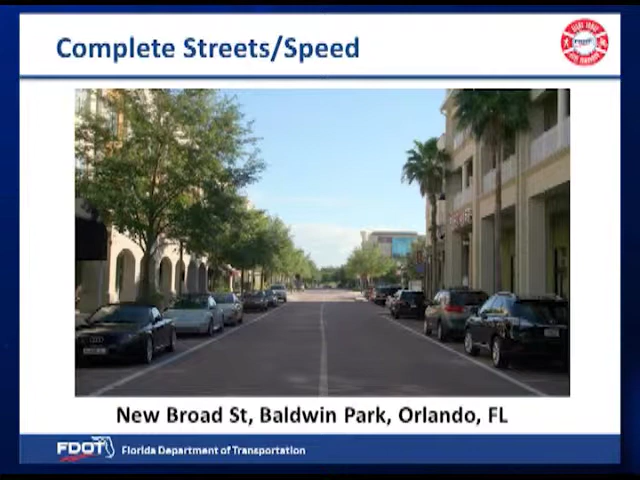 Complete Streets/Speed
New Broad St, Baldwin Park, Orlando, FL
FDOT
Florida Department of Transportation